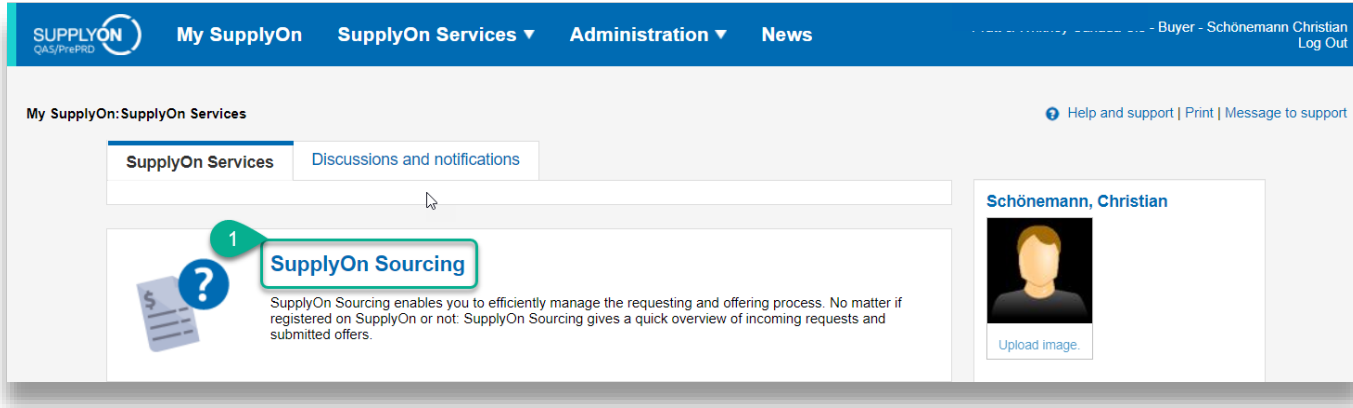 SUPPLYON
QAS/PrePRD
My SupplyOn SupplyOn Services ▼ Administration ▼ News
- Buyer - Schönemann Christian
Log Out
My SupplyOn:SupplyOn Services
? Help and support | Print | Message to support
SupplyOn Services Discussions and notifications
Schönemann, Christian
1
SupplyOn Sourcing
$ ?
SupplyOn Sourcing enables you to efficiently manage the requesting and offering process. No matter if
registered on SupplyOn or not: SupplyOn Sourcing gives a quick overview of incoming requests and
submitted offers.
Upload image.